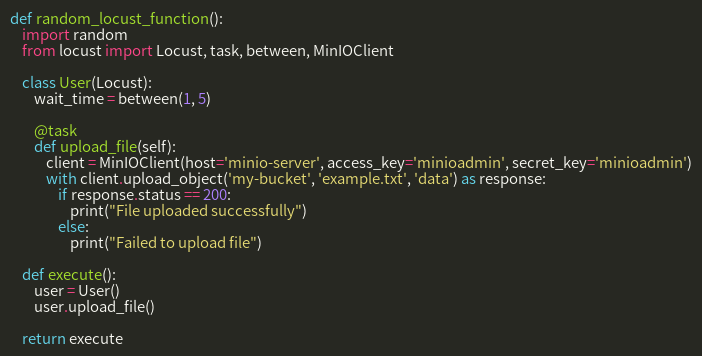 def random_locust_function():
    import random
    from locust import Locust, task, between, MinIOClient

    class User(Locust):
        wait_time = between(1, 5)

        @task
        def upload_file(self):
            client = MinIOClient(host='minio-server', access_key='minioadmin', secret_key='minioadmin')
            with client.upload_object('my-bucket', 'example.txt', 'data') as response:
                if response.status == 200:
                    print("File uploaded successfully")
                else:
                    print("Failed to upload file")

    def execute():
        user = User()
        user.upload_file()

    return execute